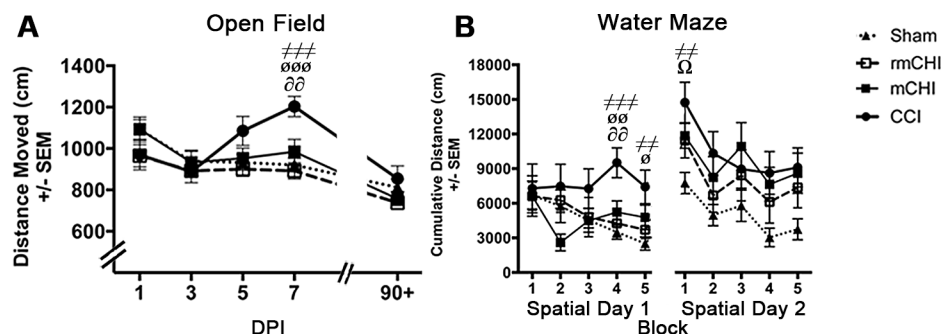 A
Open Field
Distance Moved (cm)
+/- SEM
1400
1200
1000
800
600
≠≠≠
øøø
∂∂
1 3 5 7 90+
DPI
B
Water Maze
Cumulative Distance (cm)
+/- SEM
18000
15000
12000
9000
6000
3000
0
≠≠≠
øø
∂∂
≠≠
ø
≠≠
Ω
1 2 3 4 5 1 2 3 4 5
Spatial Day 1 Spatial Day 2
Block
Sham
rmCHI
mCHI
CCI